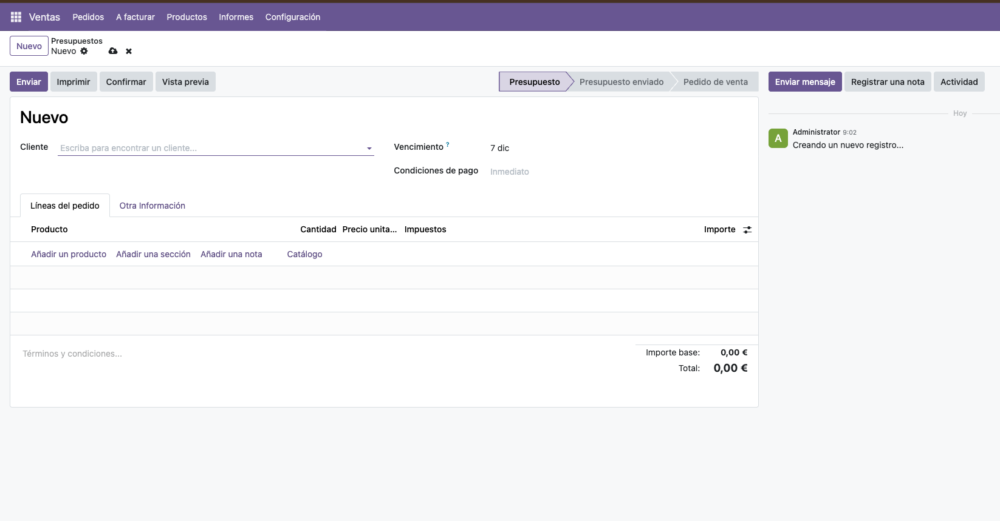 Ventas Pedidos A facturar Productos Informes Configuración
Nuevo
Presupuestos
Nuevo
Enviar Imprimir Confirmar Vista previa
Presupuesto Presupuesto enviado Pedido de venta
Enviar mensaje Registrar una nota Actividad
Nuevo
Cliente Escriba para encontrar un cliente...
Vencimiento ? 7 dic
Condiciones de pago Inmediato
Líneas del pedido Otra Información
Producto Cantidad Precio unita... Impuestos Importe
Añadir un producto Añadir una sección Añadir una nota Catálogo
Términos y condiciones...
Importe base: 0,00 €
Total: 0,00 €
Hoy
A
Administrator 9:02
Creando un nuevo registro...